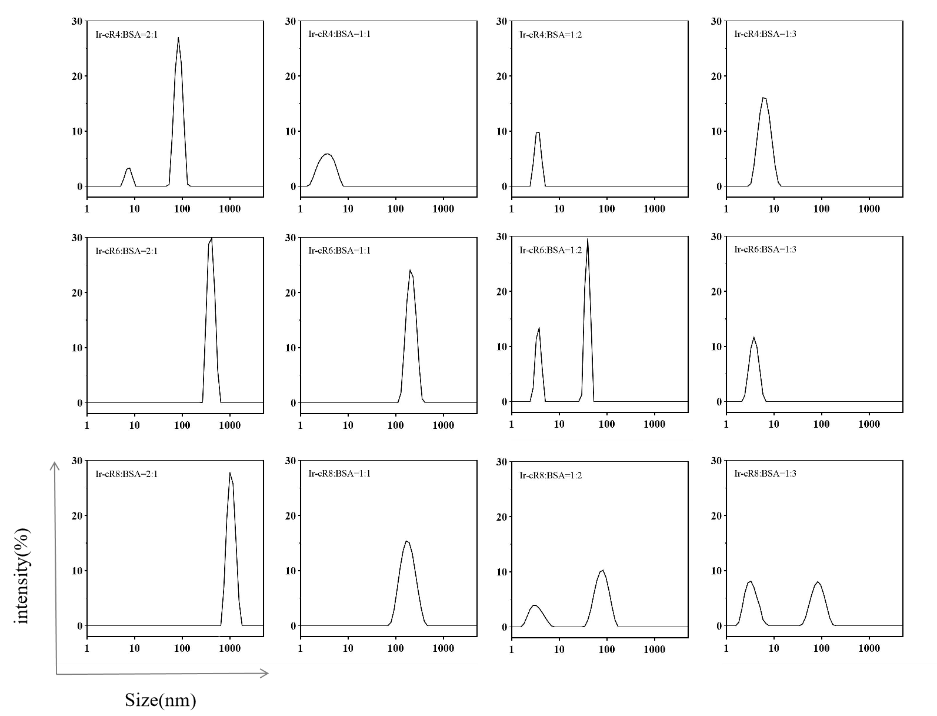 30 30 30 30
Ir-cR4:BSA=2:1 Ir-cR4:BSA=1:1 Ir-cR4:BSA=1:2 Ir-cR4:BSA=1:3
20 20 20 20
10 10 10 10
0 0 0 0
1 10 100 1000 1 10 100 1000 1 10 100 1000 1 10 100 1000
30 30 30 30
Ir-cR6:BSA=2:1 Ir-cR6:BSA=1:1 Ir-cR6:BSA=1:2 Ir-cR6:BSA=1:3
20 20 20 20
10 10 10 10
0 0 0 0
1 10 100 1000 1 10 100 1000 1 10 100 1000 1 10 100 1000
30 30 30 30
Ir-cR8:BSA=2:1 Ir-cR8:BSA=1:1 Ir-cR8:BSA=1:2 Ir-cR8:BSA=1:3
20 20 20 20
10 10 10 10
0 0 0 0
1 10 100 1000 1 10 100 1000 1 10 100 1000 1 10 100 1000
intensity(%)
Size(nm)